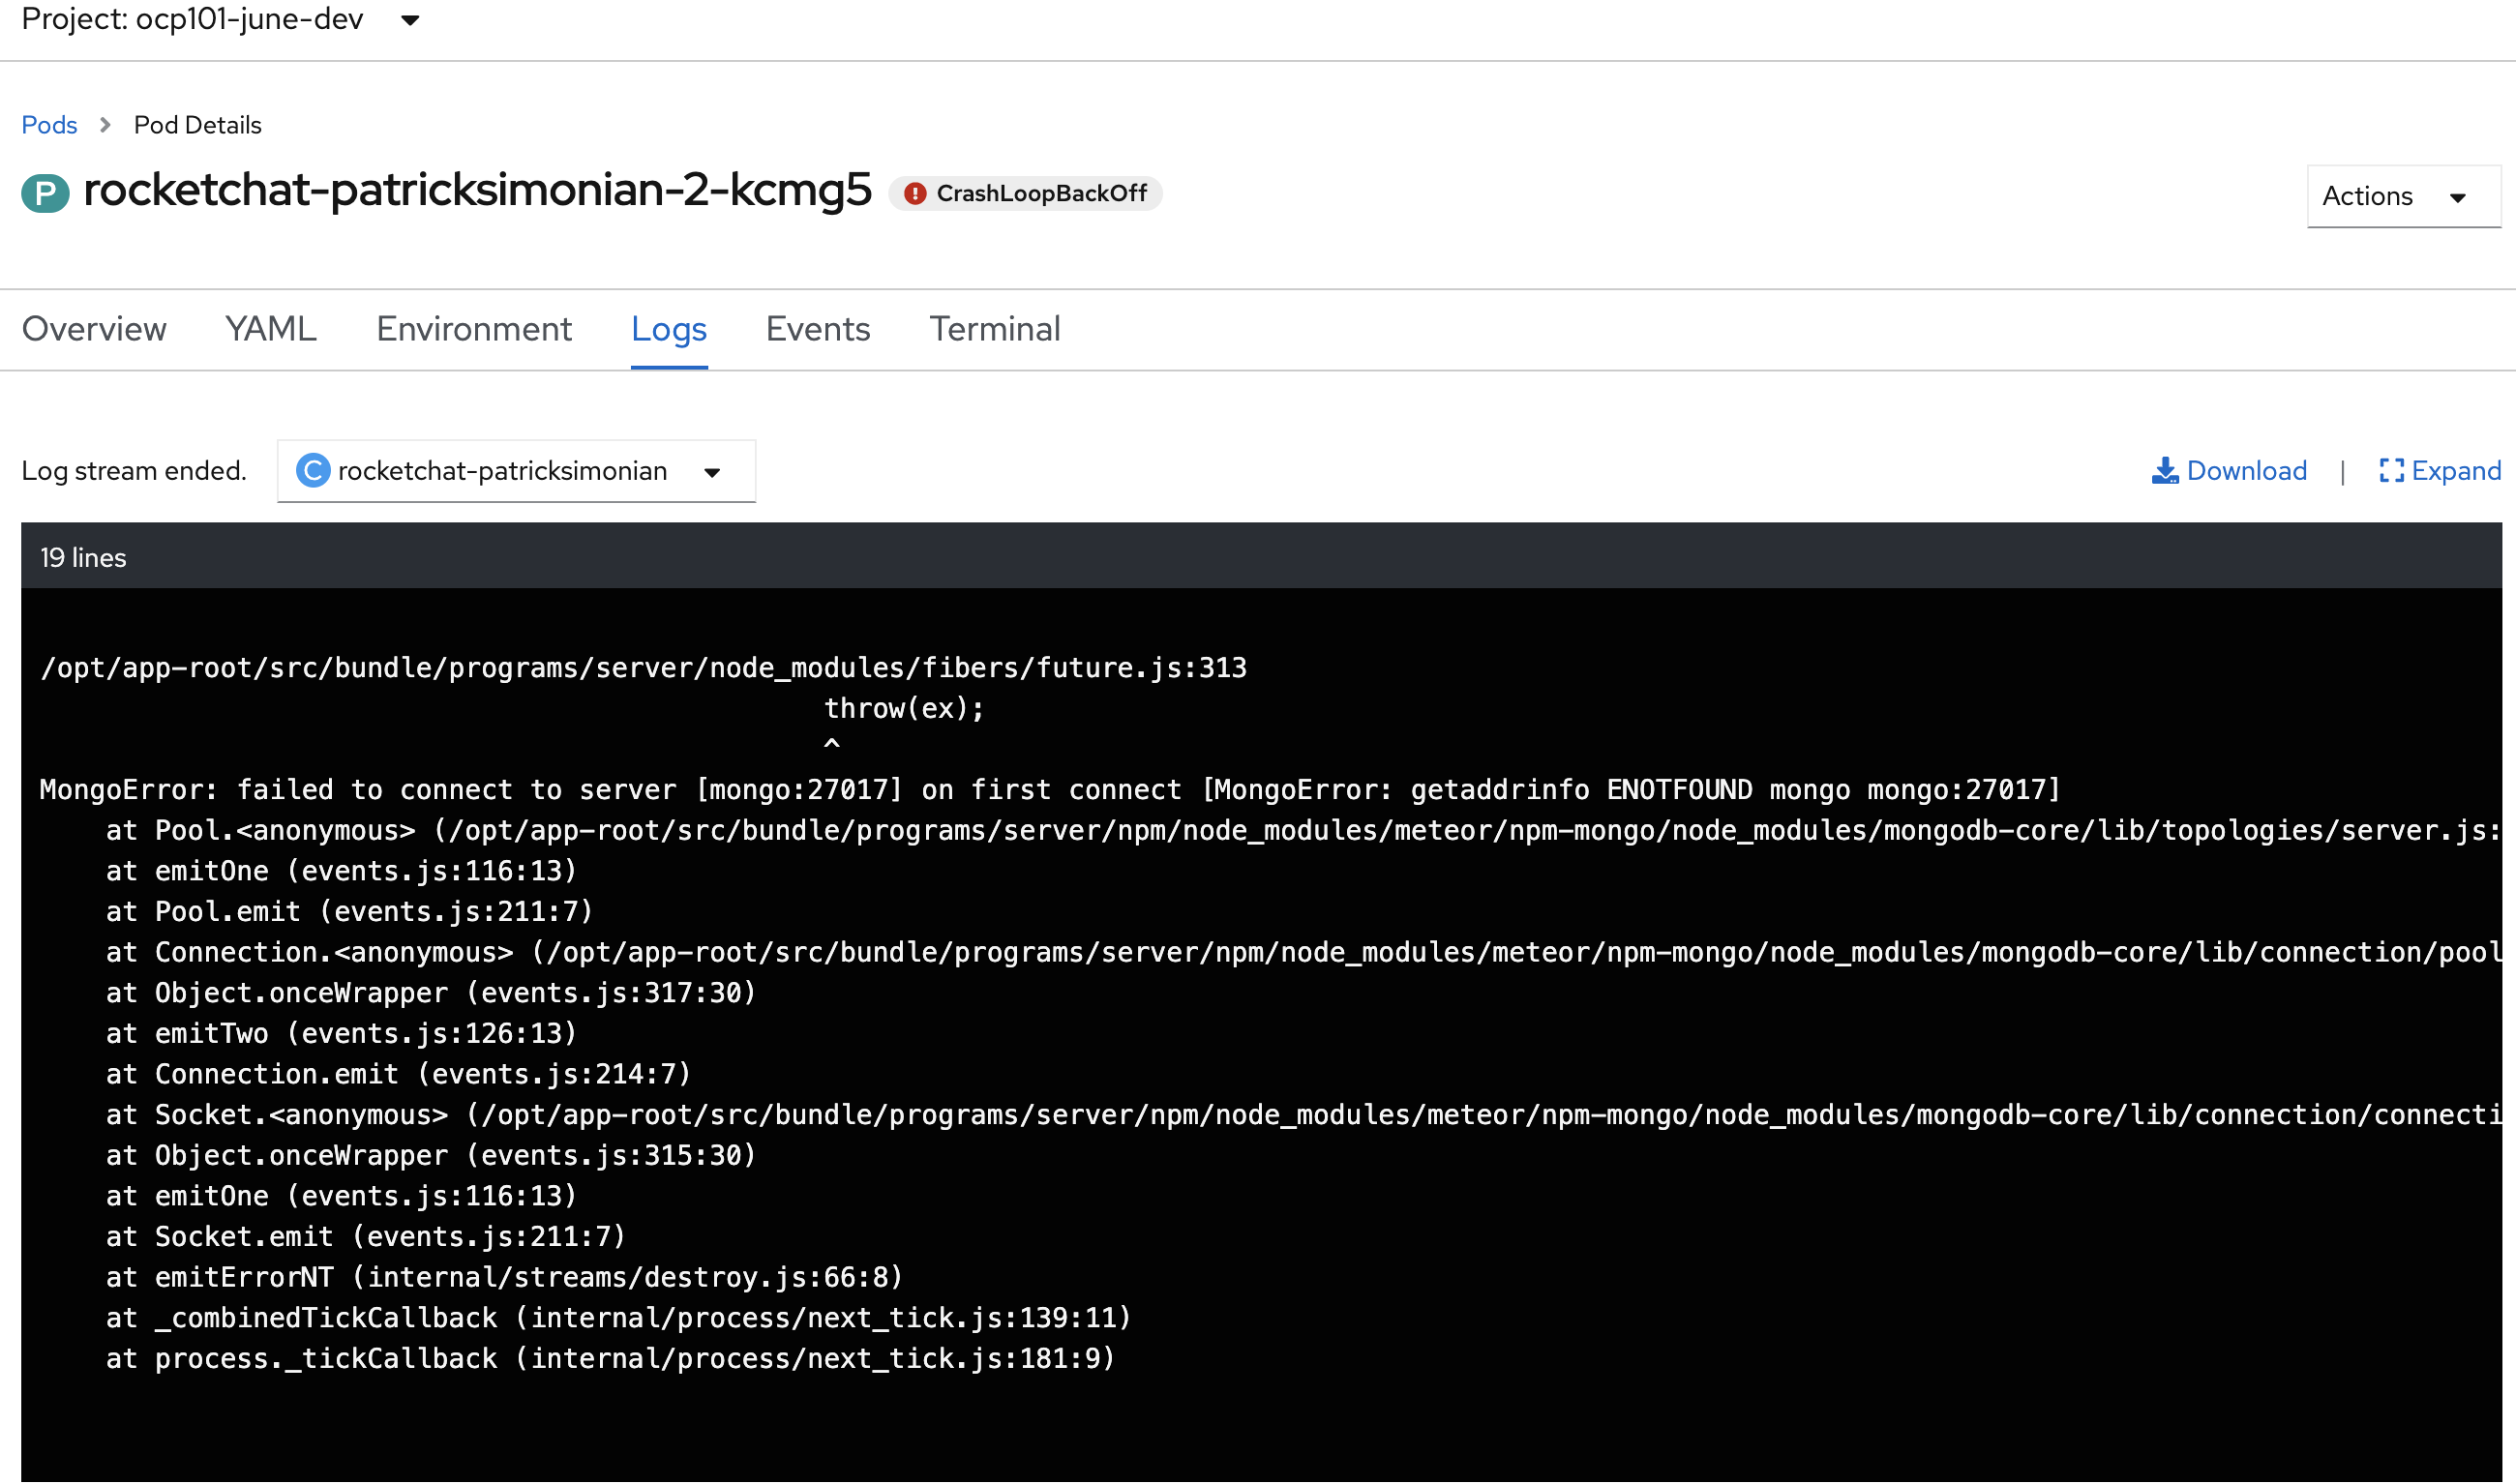 Project: ocp101-june-dev
Pods > Pod Details
P rocketchat-patricksimonian-2-kcmg5 CrashLoopBackOff
Actions
Overview YAML Environment Logs Events Terminal
Log stream ended. C rocketchat-patricksimonian Download | Expand
19 lines
/opt/app-root/src/bundle/programs/server/node_modules/fibers/future.js:313
throw(ex);
^
MongoError: failed to connect to server [mongo:27017] on first connect [MongoError: getaddrinfo ENOTFOUND mongo mongo:27017]
at Pool.<anonymous> (/opt/app-root/src/bundle/programs/server/npm/node_modules/meteor/npm-mongo/node_modules/mongodb-core/lib/topologies/server.js:
at emitOne (events.js:116:13)
at Pool.emit (events.js:211:7)
at Connection.<anonymous> (/opt/app-root/src/bundle/programs/server/npm/node_modules/meteor/npm-mongo/node_modules/mongodb-core/lib/connection/pool
at Object.onceWrapper (events.js:317:30)
at emitTwo (events.js:126:13)
at Connection.emit (events.js:214:7)
at Socket.<anonymous> (/opt/app-root/src/bundle/programs/server/npm/node_modules/meteor/npm-mongo/node_modules/mongodb-core/lib/connection/connecti
at Object.onceWrapper (events.js:315:30)
at emitOne (events.js:116:13)
at Socket.emit (events.js:211:7)
at emitErrorNT (internal/streams/destroy.js:66:8)
at _combinedTickCallback (internal/process/next_tick.js:139:11)
at process._tickCallback (internal/process/next_tick.js:181:9)